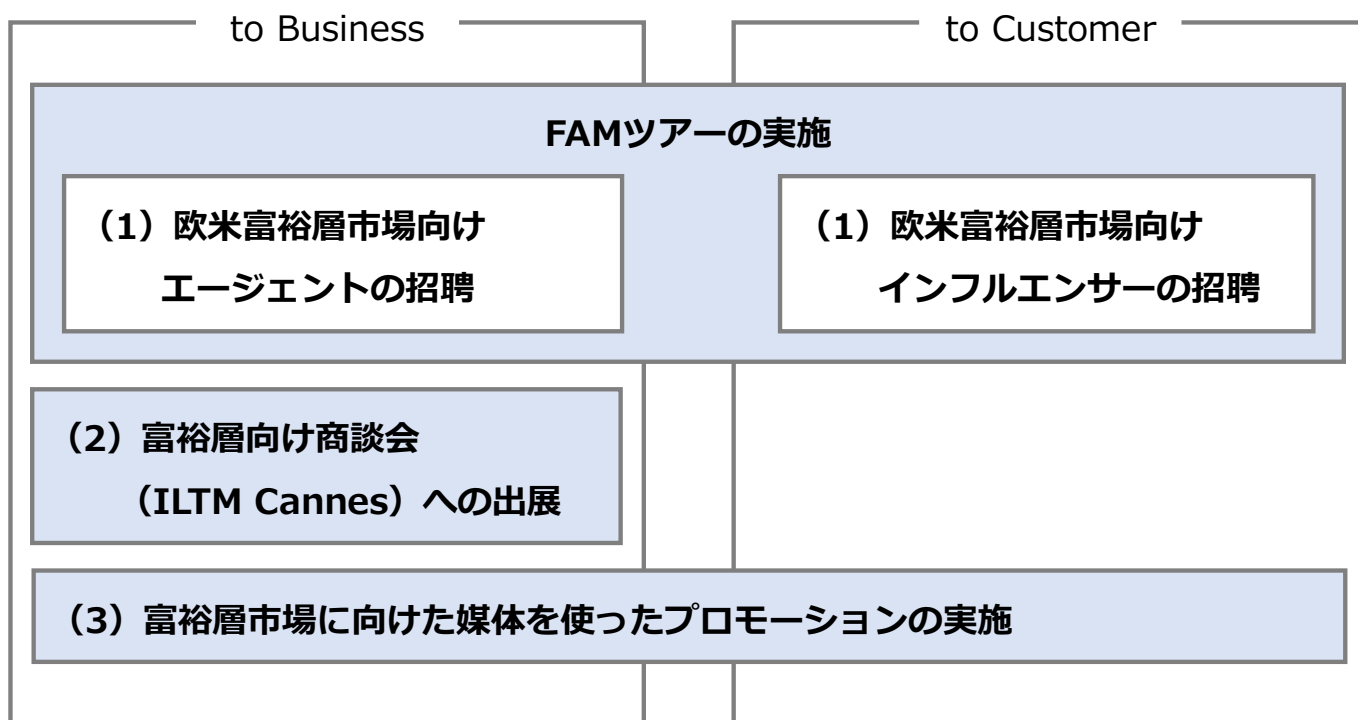 to Business
to Customer
FAMツアーの実施
（1）欧米富裕層市場向け
エージェントの招聘
（1）欧米富裕層市場向け
インフルエンサーの招聘
（2）富裕層向け商談会
（ILTM Cannes）への出展
（3）富裕層市場に向けた媒体を使ったプロモーションの実施